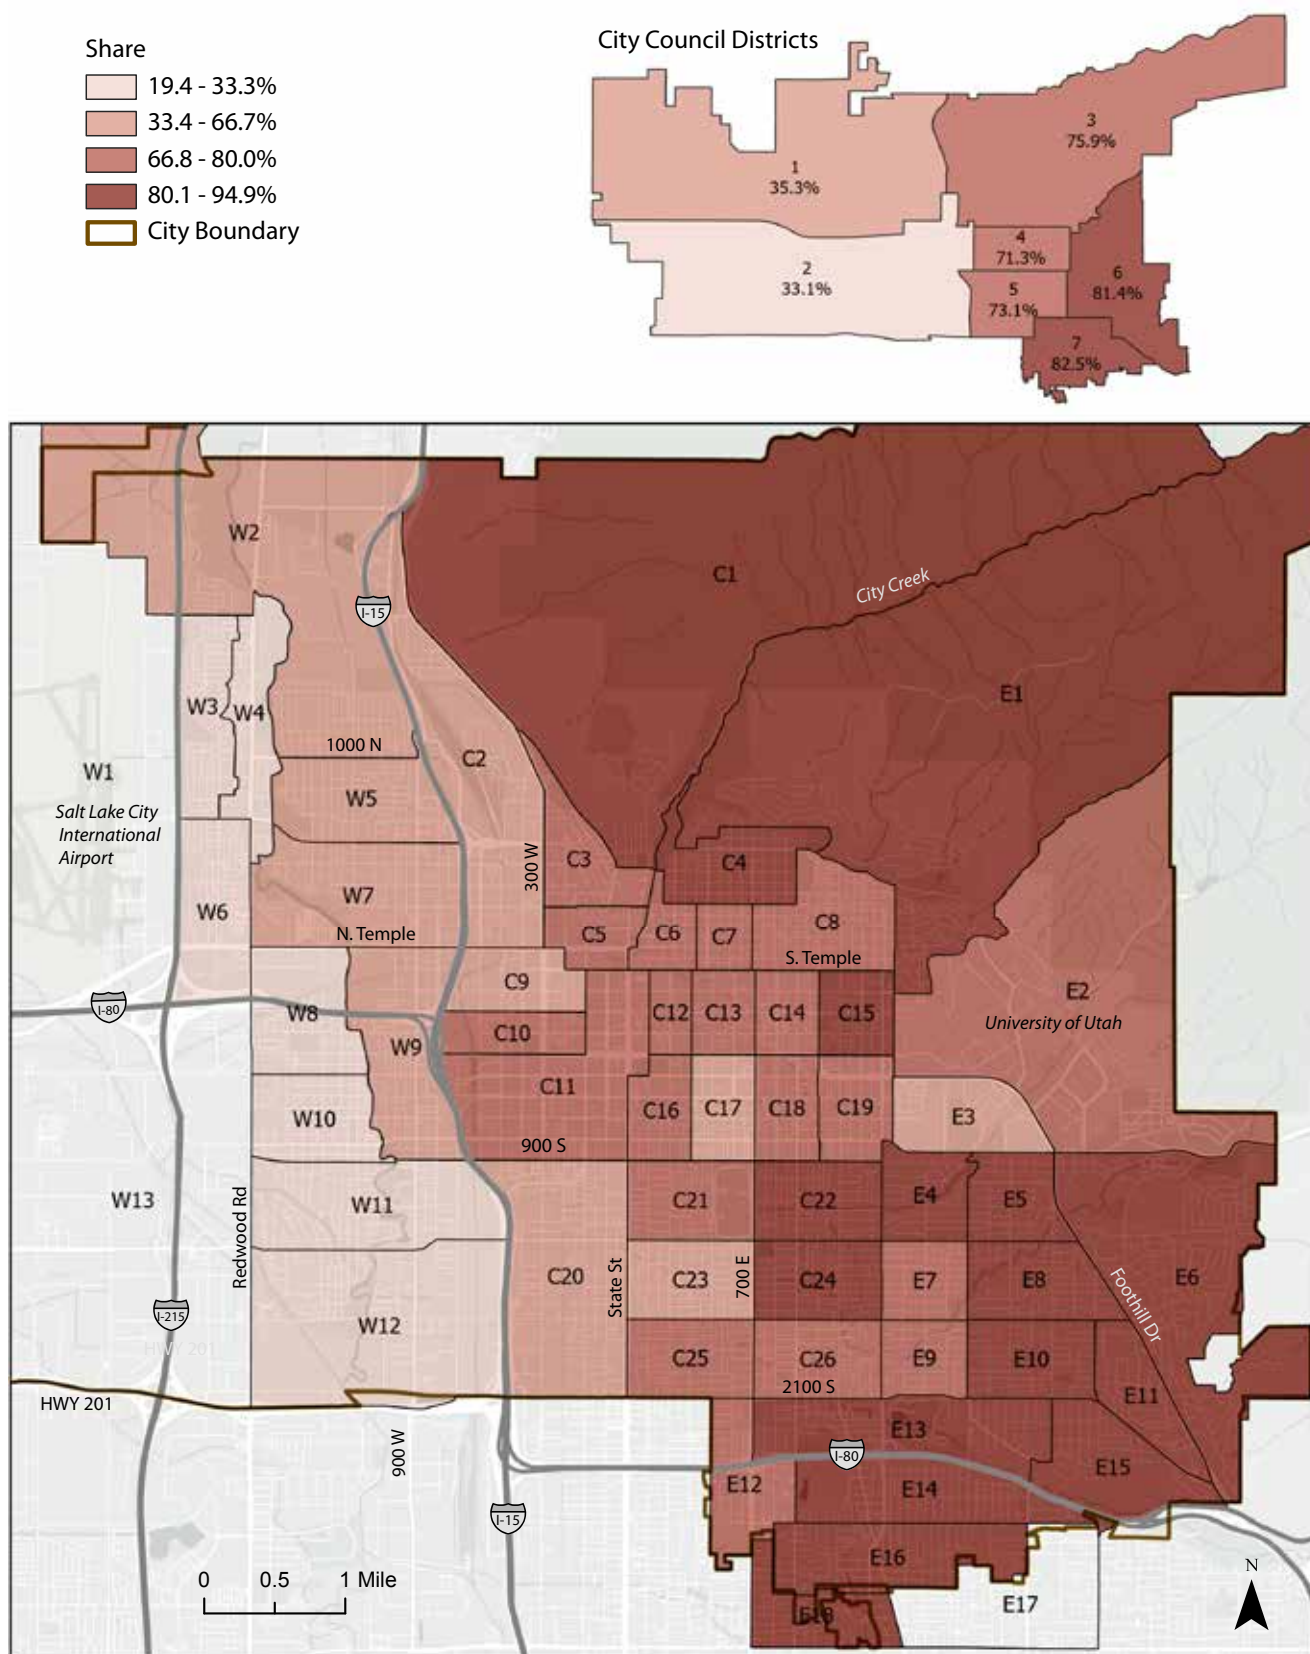 Share
19.4 - 33.3%
33.4 - 66.7%
66.8 - 80.0%
80.1 - 94.9%
City Boundary
City Council Districts
3
75.9%
1
35.3%
4
71.3%
2
33.1%
6
81.4%
5
73.1%
7
82.5%
W2
C1
City Creek
I-15
E1
W3
W4
1000 N
C2
W1
W5
Salt Lake City
International
Airport
300 W
C3
C4
W7
W6
N. Temple
C5
C6
C7
C8
S. Temple
C9
E2
University of Utah
I-80
W8
C10
C12
C13
C14
C15
W9
C11
W10
C16
C17
C18
C19
E3
900 S
W13
Redwood Rd
W11
C21
C22
E4
E5
C20
State St
C23
700 E
C24
E7
E8
E6
Foothill Dr
I-215
HWY 201
W12
C25
C26
E9
E10
2100 S
E11
HWY 201
900 W
E13
I-80
E12
E14
E15
I-15
E16
0 0.5 1 Mile
E17
E18
N